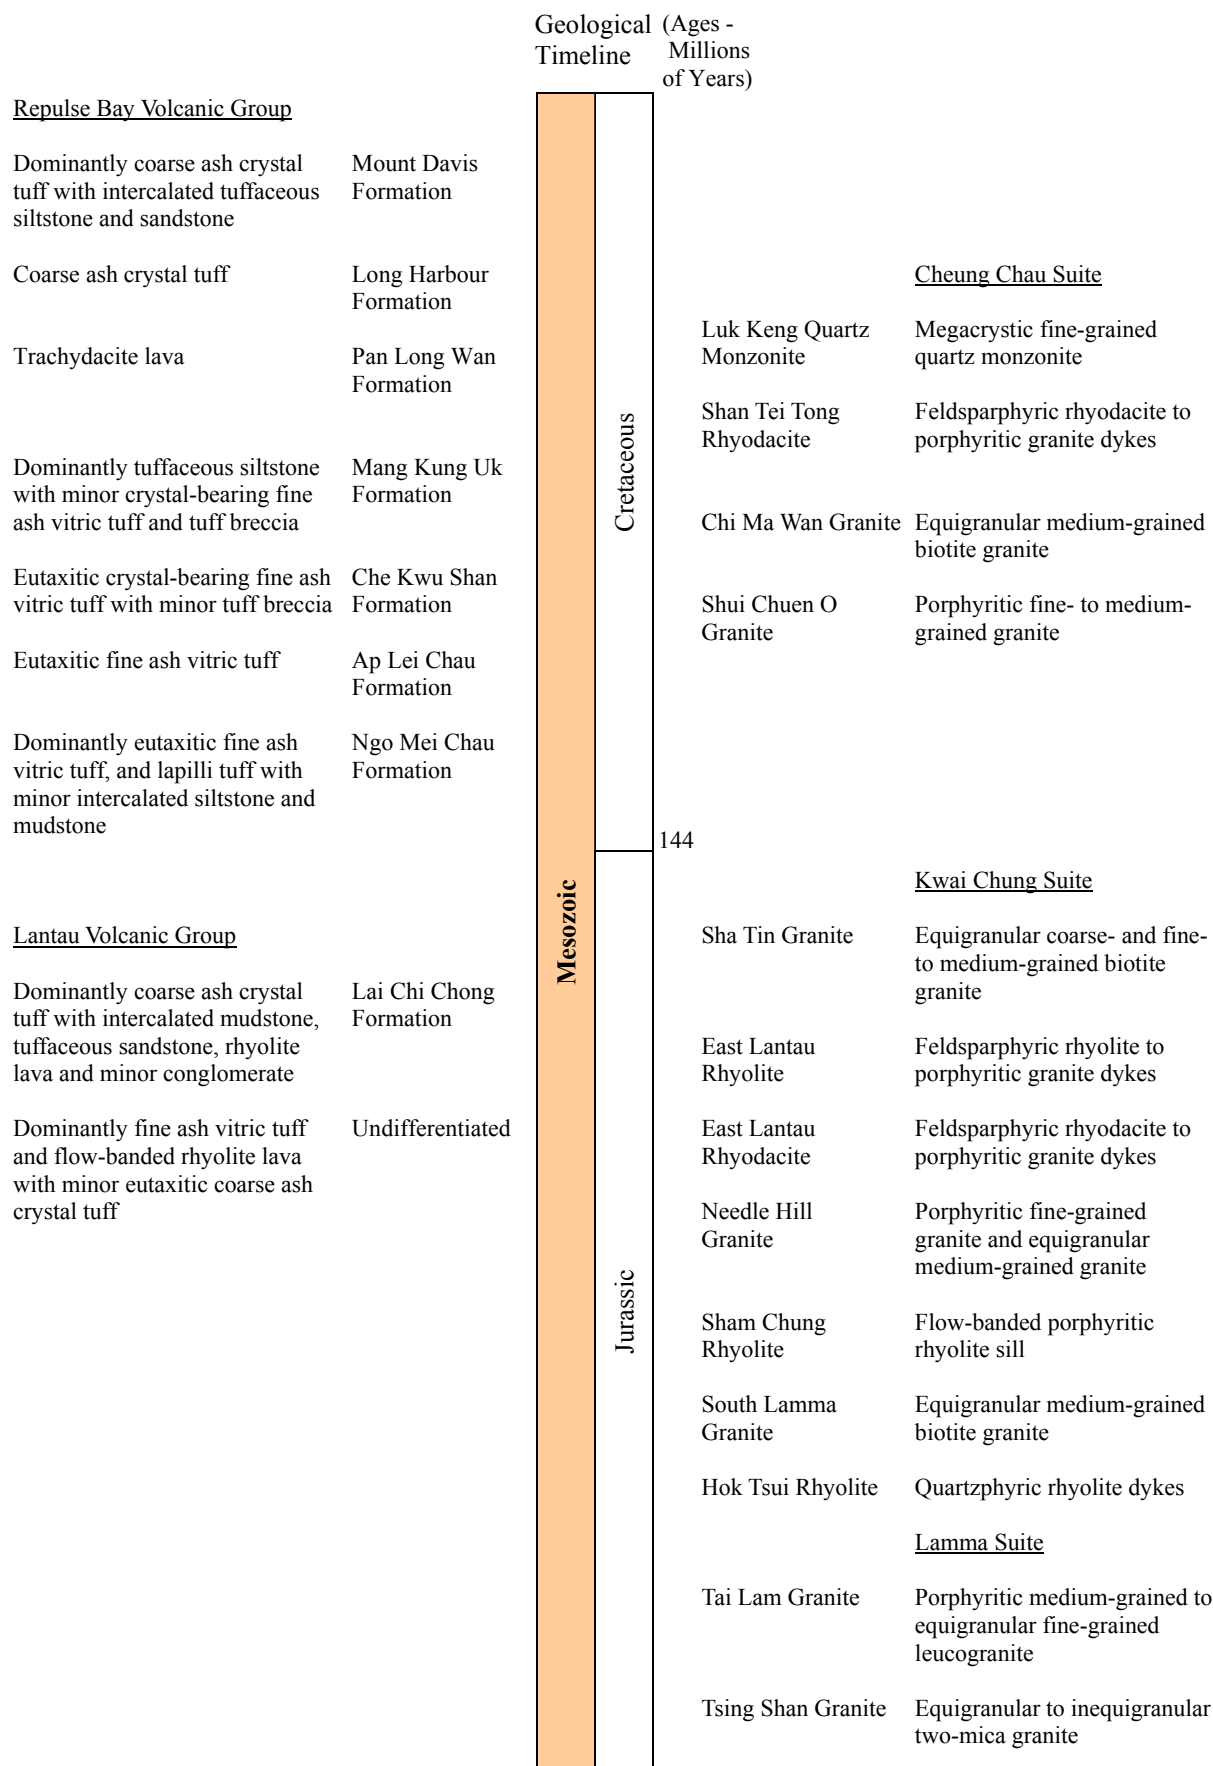 Geological
Timeline
(Ages -
Millions
of Years)
Repulse Bay Volcanic Group
Dominantly coarse ash crystal
tuff with intercalated tuffaceous
siltstone and sandstone
Mount Davis
Formation
Coarse ash crystal tuff
Long Harbour
Formation
Trachydacite lava
Pan Long Wan
Formation
Dominantly tuffaceous siltstone
with minor crystal-bearing fine
ash vitric tuff and tuff breccia
Mang Kung Uk
Formation
Eutaxitic crystal-bearing fine ash
vitric tuff with minor tuff breccia
Che Kwu Shan
Formation
Eutaxitic fine ash vitric tuff
Ap Lei Chau
Formation
Dominantly eutaxitic fine ash
vitric tuff, and lapilli tuff with
minor intercalated siltstone and
mudstone
Ngo Mei Chau
Formation
Lantau Volcanic Group
Dominantly coarse ash crystal
tuff with intercalated mudstone,
tuffaceous sandstone, rhyolite
lava and minor conglomerate
Lai Chi Chong
Formation
Dominantly fine ash vitric tuff
and flow-banded rhyolite lava
with minor eutaxitic coarse ash
crystal tuff
Undifferentiated
Mesozoic
Cretaceous
144
Jurassic
Cheung Chau Suite
Luk Keng Quartz
Monzonite
Megacrystic fine-grained
quartz monzonite
Shan Tei Tong
Rhyodacite
Feldsparphyric rhyodacite to
porphyritic granite dykes
Chi Ma Wan Granite
Equigranular medium-grained
biotite granite
Shui Chuen O
Granite
Porphyritic fine- to medium-
grained granite
Kwai Chung Suite
Sha Tin Granite
Equigranular coarse- and fine-
to medium-grained biotite
granite
East Lantau
Rhyolite
Feldsparphyric rhyolite to
porphyritic granite dykes
East Lantau
Rhyodacite
Feldsparphyric rhyodacite to
porphyritic granite dykes
Needle Hill
Granite
Porphyritic fine-grained
granite and equigranular
medium-grained granite
Sham Chung
Rhyolite
Flow-banded porphyritic
rhyolite sill
South Lamma
Granite
Equigranular medium-grained
biotite granite
Hok Tsui Rhyolite
Quartzphyric rhyolite dykes
Lamma Suite
Tai Lam Granite
Porphyritic medium-grained to
equigranular fine-grained
leucogranite
Tsing Shan Granite
Equigranular to inequigranular
two-mica granite